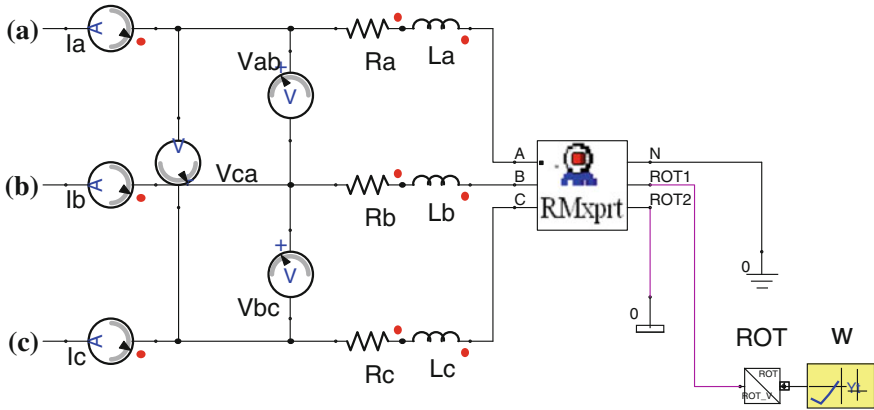 (a)
Ia
A
Vab
+
V
Ra
La
V
Vca
(b)
Ib
A
Rb
Lb
+
V
Vbc
(c)
Ic
A
Rc
Lc
A
B
C
RMxprt
N
ROT1
ROT2
0
0
ROT
W
ROT
ROT_V